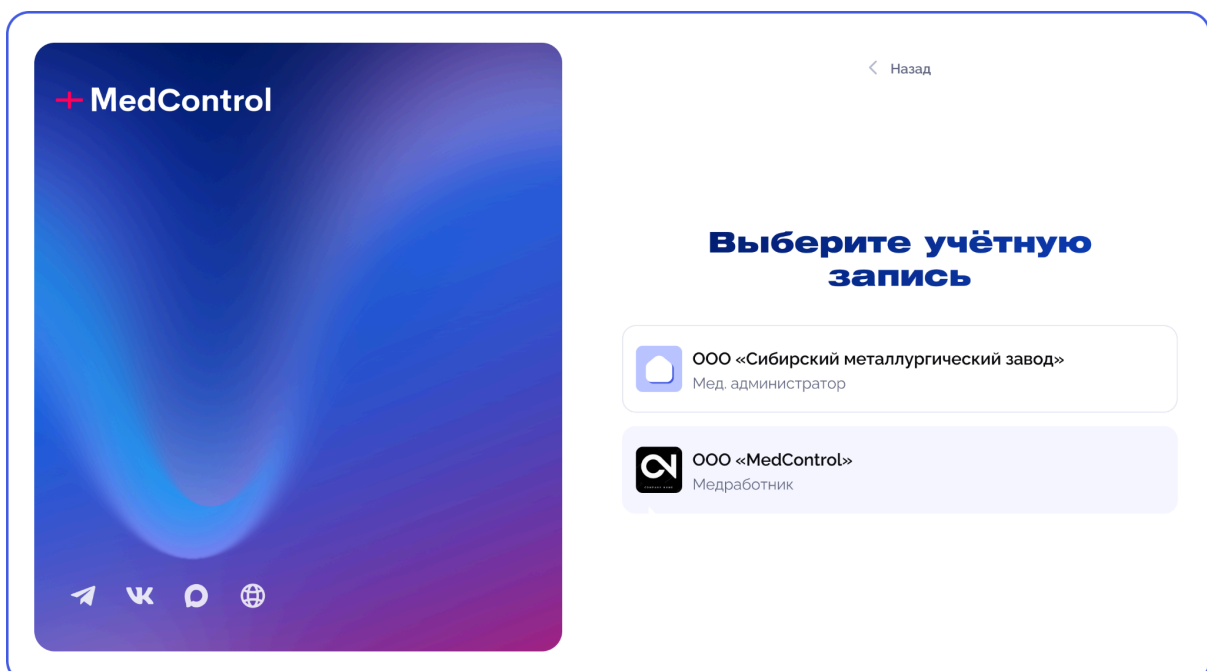 MedControl
Назад
Выберите учётную
запись
ООО «Сибирский металлургический завод»
Мед. администратор
ООО «MedControl»
Медработник